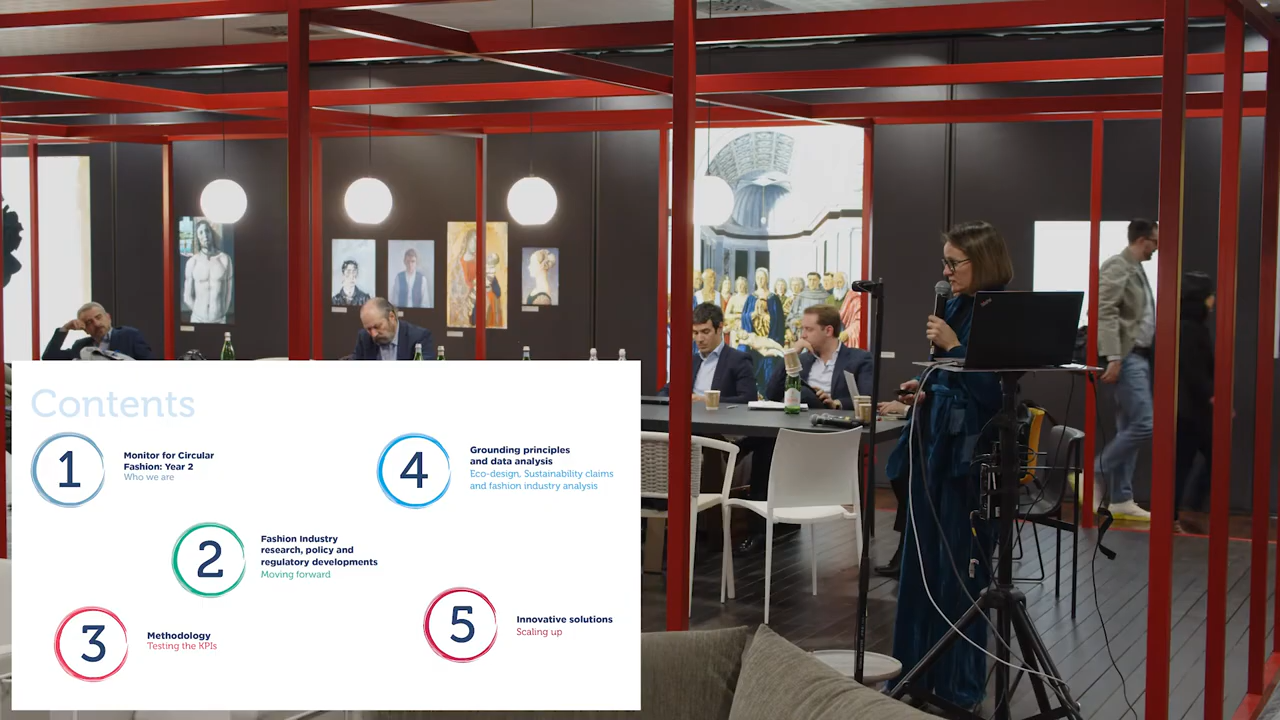 Contents
1
Monitor for Circular
Fashion: Year 2
Who we are
2
Fashion Industry
research, policy and
regulatory developments
Moving forward
3
Methodology
Testing the KPIs
4
Grounding principles
and data analysis
Eco-design, Sustainability claims
and fashion industry analysis
5
Innovative solutions
Scaling up